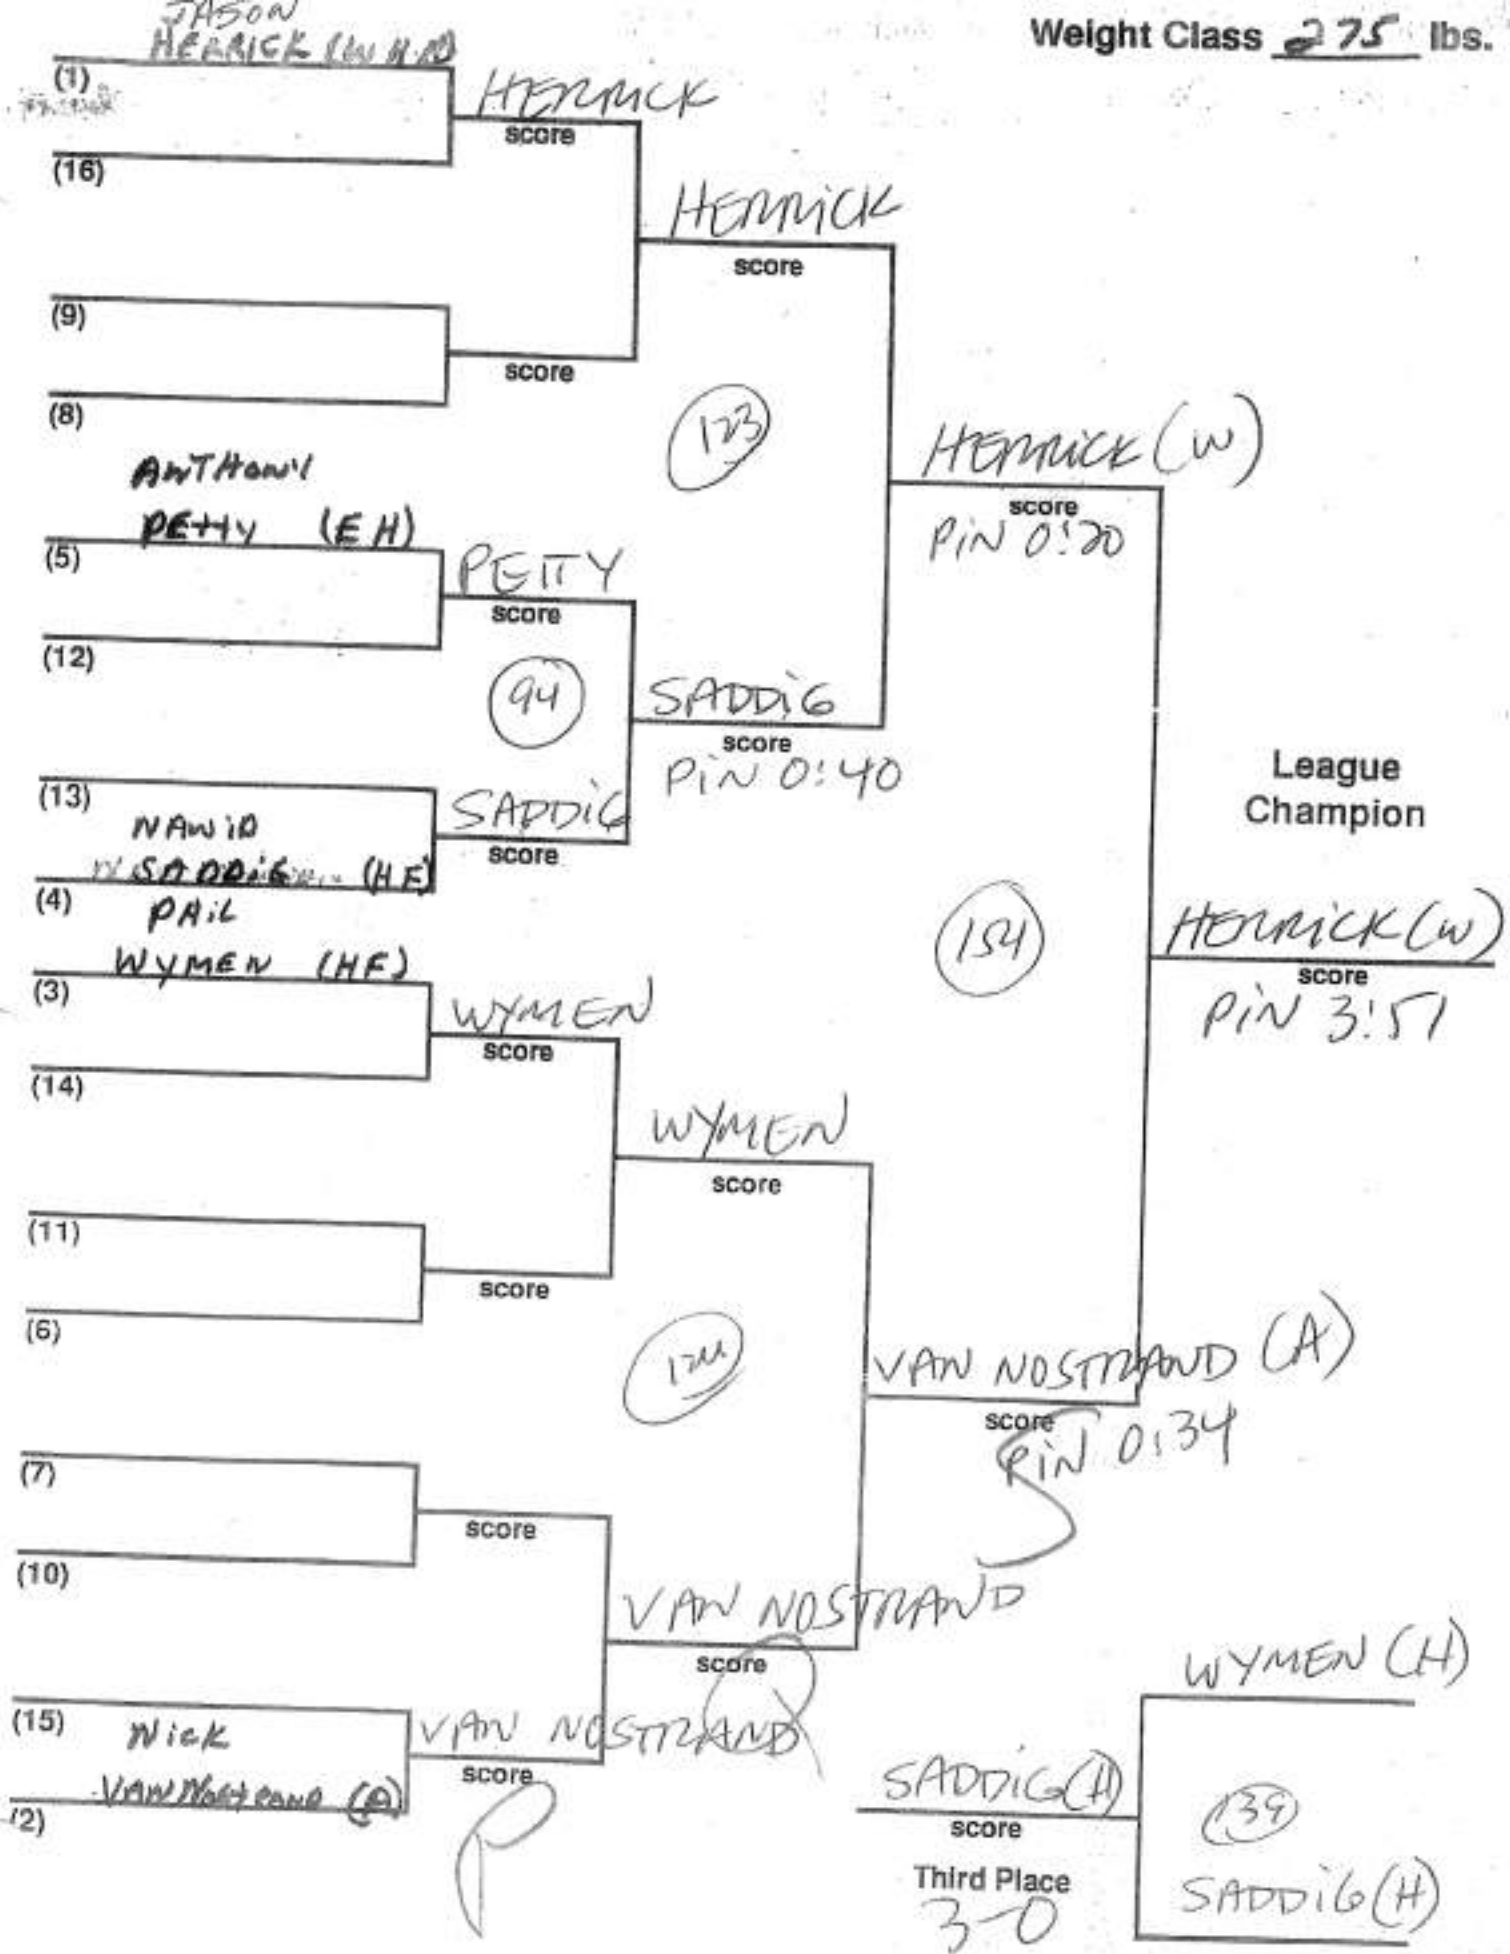 Weight Class 275 lbs.
JASON
HERRICK
(1)
HERRICK
score
(16)
HERRICK
score
(9)
score
(8)
123
HERRICK (W)
score
PIN 0:20
ANTHONY
PETTY (EH)
(5)
PETTY
score
(12)
94
SADDIG
score
PIN 0:40
(13)
SADDIG
score
NAWID
SADDIG (HF)
(4)
League
Champion
HERRICK (W)
score
PIN 3:51
154
PAIL
WYMEN (HF)
(3)
WYMEN
score
(14)
WYMEN
score
(11)
score
(6)
124
VAN NOSTRAND (A)
score
PIN 0:34
(7)
score
(10)
VAN NOSTRAND
score
(15)
VAN NOSTRAND
score
NICK
VAN NOSTRAND (A)
(2)
WYMEN (H)
SADDIG (H)
score
139
Third Place
3-0
SADDIG (H)